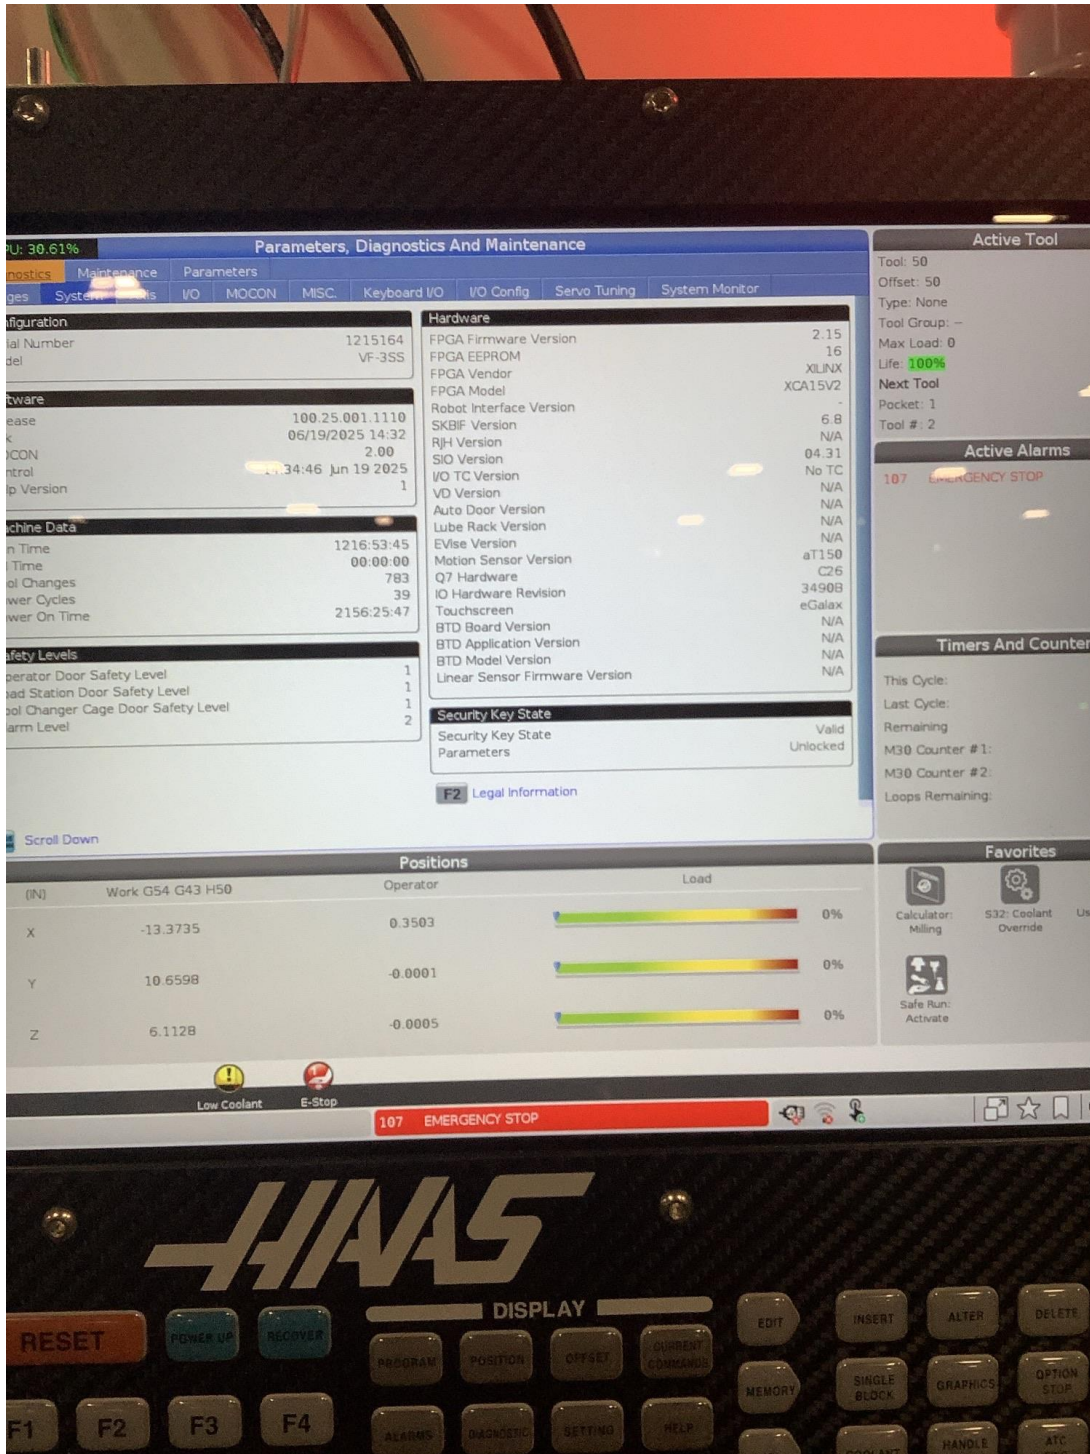 PU: 30.61%
Parameters, Diagnostics And Maintenance
nostics Maintenance Parameters
ges System I/O MOCON MISC. Keyboard I/O I/O Config Servo Tuning System Monitor
nfiguration
ial Number 1215164
del VF-3SS
tware
ease 100.25.001.1110
06/19/2025 14:32
OCON 2.00
ntrol 34:46 Jun 19 2025
lp Version 1
achine Data
n Time 1216:53:45
Time 00:00:00
ol Changes 783
wer Cycles 39
wer On Time 2156:25:47
afety Levels
perator Door Safety Level 1
oad Station Door Safety Level 1
ool Changer Cage Door Safety Level 1
arm Level 2
Scroll Down
Hardware
FPGA Firmware Version 2.15
FPGA EEPROM 16
FPGA Vendor XILINX
FPGA Model XCA15V2
Robot Interface Version -
SKBIF Version 6.8
RJH Version N/A
SIO Version 04.31
I/O TC Version No TC
VD Version N/A
Auto Door Version N/A
Lube Rack Version N/A
EVise Version N/A
Motion Sensor Version aT150
Q7 Hardware C26
IO Hardware Revision 3490B
Touchscreen eGalax
BTD Board Version N/A
BTD Application Version N/A
BTD Model Version N/A
Linear Sensor Firmware Version N/A
Security Key State
Security Key State Valid
Parameters Unlocked
F2 Legal Information
Active Tool
Tool: 50
Offset: 50
Type: None
Tool Group: –
Max Load: 0
Life: 100%
Next Tool
Pocket: 1
Tool #: 2
Active Alarms
107 EMERGENCY STOP
Timers And Counter
This Cycle:
Last Cycle:
Remaining
M30 Counter #1:
M30 Counter #2:
Loops Remaining:
Positions
(IN) Work G54 G43 H50 Operator Load
X -13.3735 0.3503 0%
Y 10.6598 -0.0001 0%
Z 6.1128 -0.0005 0%
Favorites
Calculator:
Milling
S32: Coolant
Override
Us
Safe Run:
Activate
Low Coolant E-Stop
107 EMERGENCY STOP
HAAS
DISPLAY
RESET POWER UP RECOVER
PROGRAM POSITION OFFSET CURRENT COMMANDS
EDIT INSERT ALTER DELETE
MEMORY SINGLE BLOCK GRAPHICS OPTION STOP
F1 F2 F3 F4
ALARMS DIAGNOSTIC SETTING HELP
COOLANT HANDLE ATC